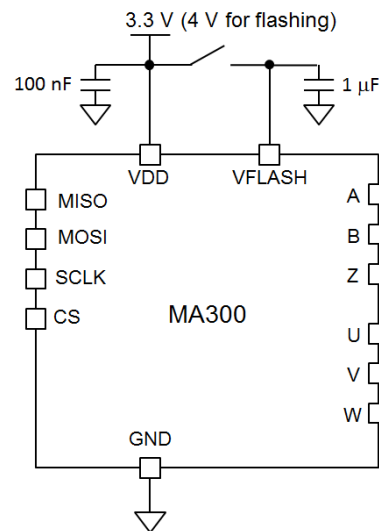 3.3 V (4 V for flashing)
100 nF
1 μF
VDD
VFLASH
MISO
MOSI
SCLK
CS
MA300
A
B
Z
U
V
W
GND